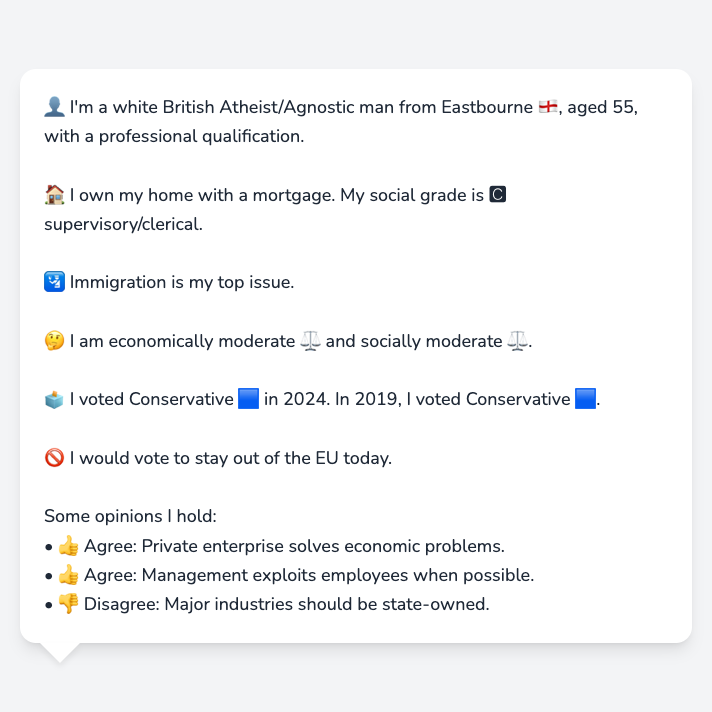 👤 I'm a white British Atheist/Agnostic man from Eastbourne 🏴󠁧󠁢󠁥󠁮󠁧󠁿, aged 55,
with a professional qualification.
🏠 I own my home with a mortgage. My social grade is 🅲
supervisory/clerical.
🛂 Immigration is my top issue.
🤔 I am economically moderate ⚖️ and socially moderate ⚖️.
🗳️ I voted Conservative 🟦 in 2024. In 2019, I voted Conservative 🟦.
🚫 I would vote to stay out of the EU today.
Some opinions I hold:
• 👍 Agree: Private enterprise solves economic problems.
• 👍 Agree: Management exploits employees when possible.
• 👎 Disagree: Major industries should be state-owned.